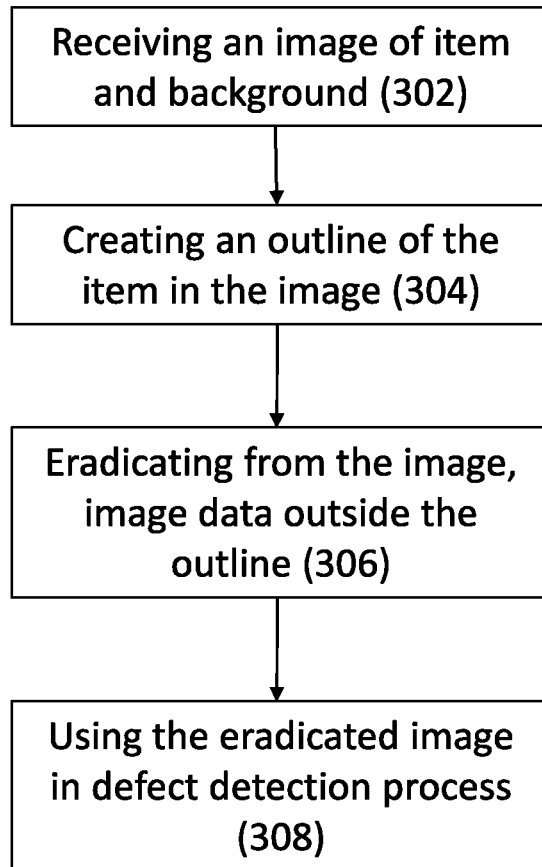 Receiving an image of item
and background (302)
Creating an outline of the
item in the image (304)
Eradicating from the image,
image data outside the
outline (306)
Using the eradicated image
in defect detection process
(308)